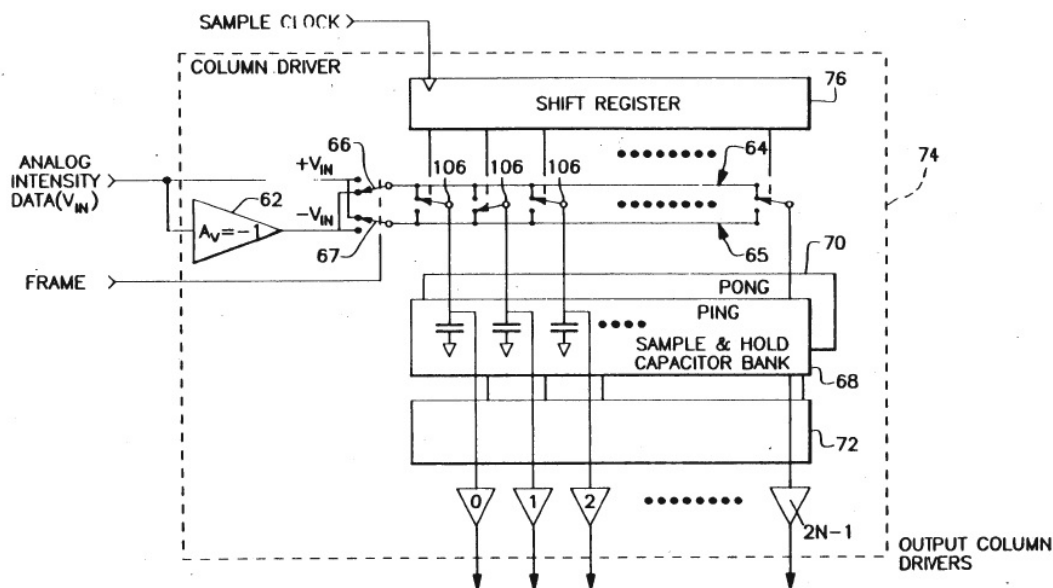 SAMPLE CLOCK
COLUMN DRIVER
SHIFT REGISTER
76
ANALOG
INTENSITY
DATA(VIN)
+VIN
66
106
106
106
64
74
62
AV=-1
-VIN
67
65
FRAME
70
PONG
PING
SAMPLE & HOLD
CAPACITOR BANK
68
72
0
1
2
2N-1
OUTPUT COLUMN
DRIVERS